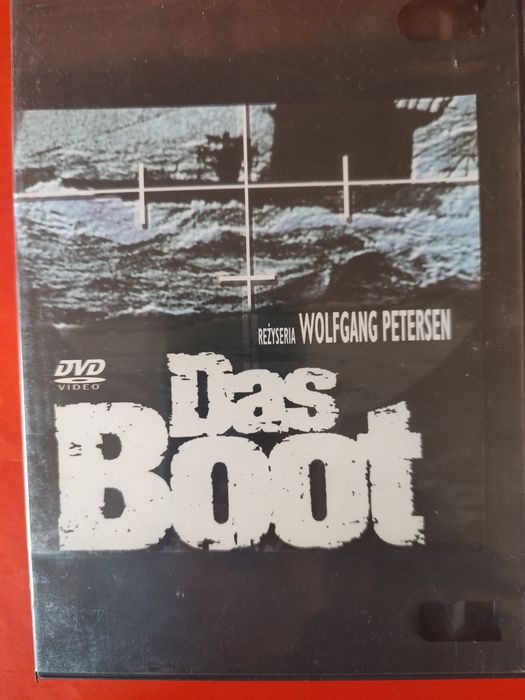 REŻYSERIA WOLFGANG PETERSEN
DVD
VIDEO
Das
Boot